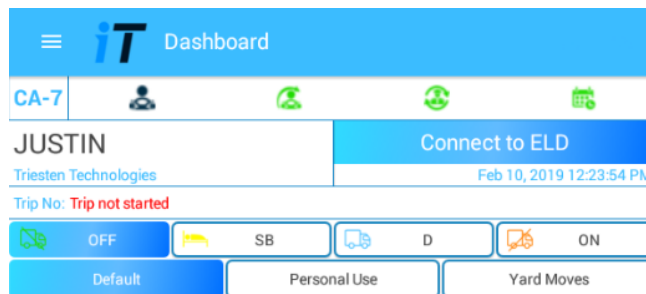 iT Dashboard
CA-7
JUSTIN
Connect to ELD
Triesten Technologies
Feb 10, 2019 12:23:54 PM
Trip No: Trip not started
OFF SB D ON
Default Personal Use Yard Moves